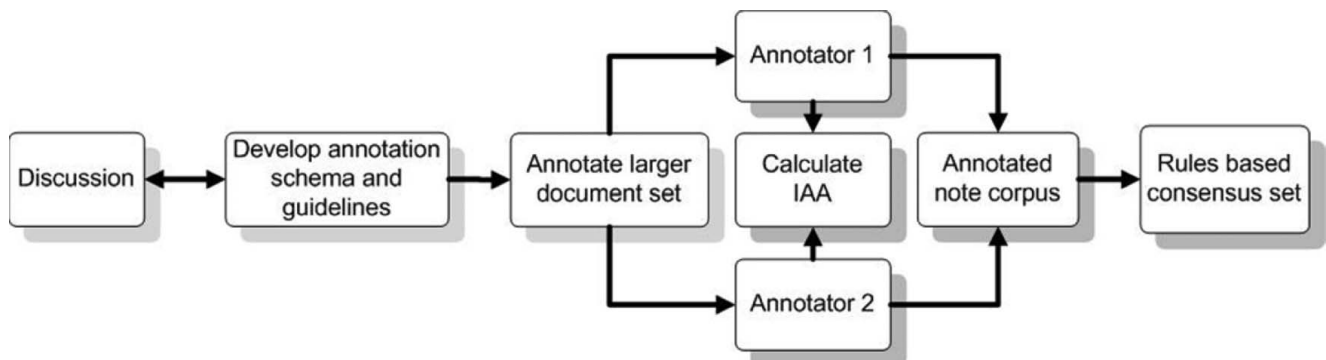 Discussion
Develop annotation
schema and
guidelines
Annotate larger
document set
Annotator 1
Calculate
IAA
Annotator 2
Annotated
note corpus
Rules based
consensus set